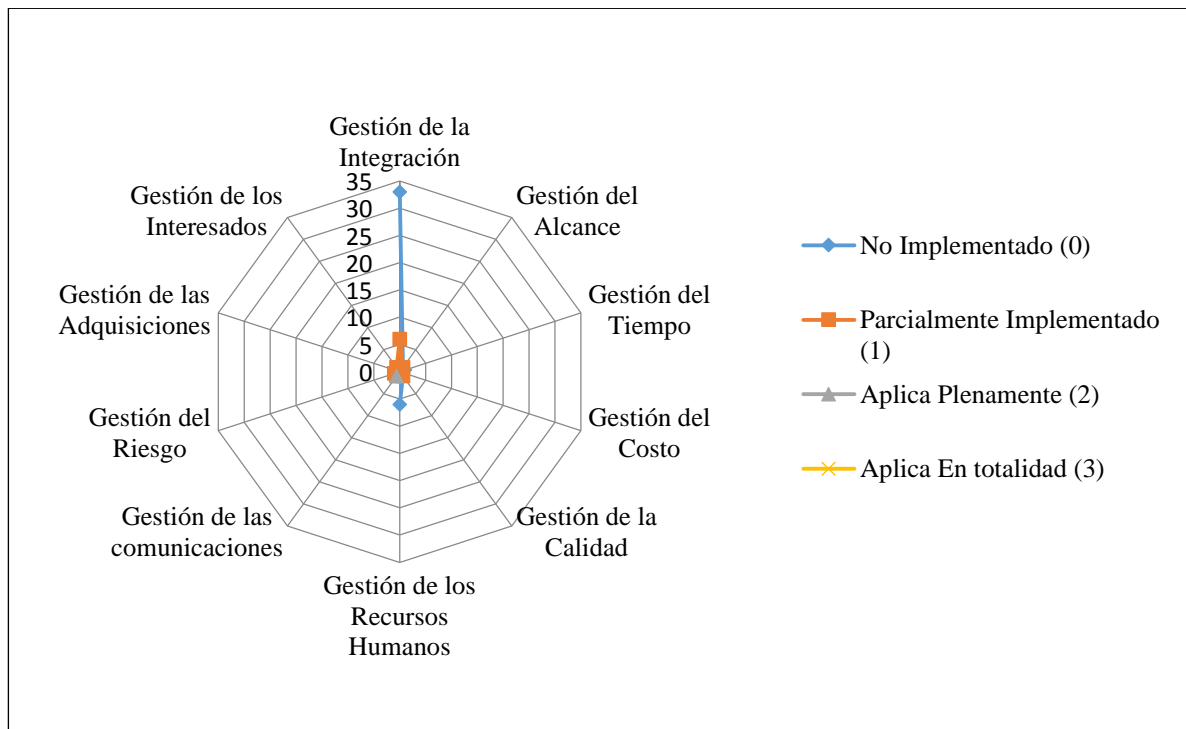 Gestión de la
Integración
Gestión del
Alcance
Gestión del
Tiempo
Gestión del
Costo
Gestión de la
Calidad
Gestión de los
Recursos
Humanos
Gestión de las
comunicaciones
Gestión del
Riesgo
Gestión de las
Adquisiciones
Gestión de los
Interesados
35
30
25
20
15
10
5
0
No Implementado (0)
Parcialmente Implementado
(1)
Aplica Plenamente (2)
Aplica En totalidad (3)